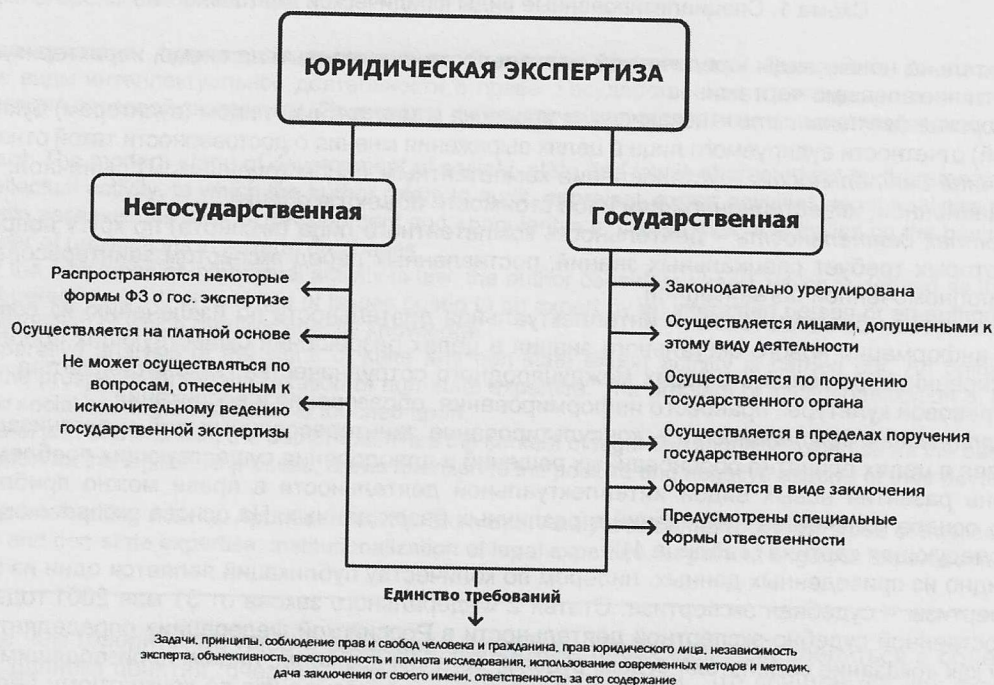 ЮРИДИЧЕСКАЯ ЭКСПЕРТИЗА
Негосударственная
Распространяются некоторые
формы ФЗ о гос. экспертизе
Осуществляется на платной основе
Не может осуществляться по
вопросам, отнесенным к
исключительному ведению
государственной экспертизы
Государственная
Законодательно урегулирована
Осуществляется лицами, допущенными к
этому виду деятельности
Осуществляется по поручению
государственного органа
Осуществляется в пределах поручения
государственного органа
Оформляется в виде заключения
Предусмотрены специальные
формы отвественности
Единство требований
Задачи, принципы, соблюдение прав и свобод человека и гражданина, прав юридического лица, независимость
эксперта, объективность, всесторонность и полнота исследования, использование современных методов и методик,
дача заключения от своего имени, ответственность за его содержание